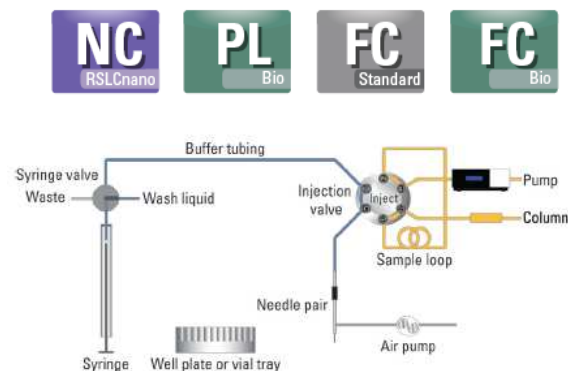 NC
RSLCnano
PL
Bio
FC
Standard
FC
Bio
Buffer tubing
Syringe valve
Waste
Wash liquid
Injection
valve
Inject
Pump
Column
Sample loop
Needle pair
Air pump
Syringe
Well plate or vial tray